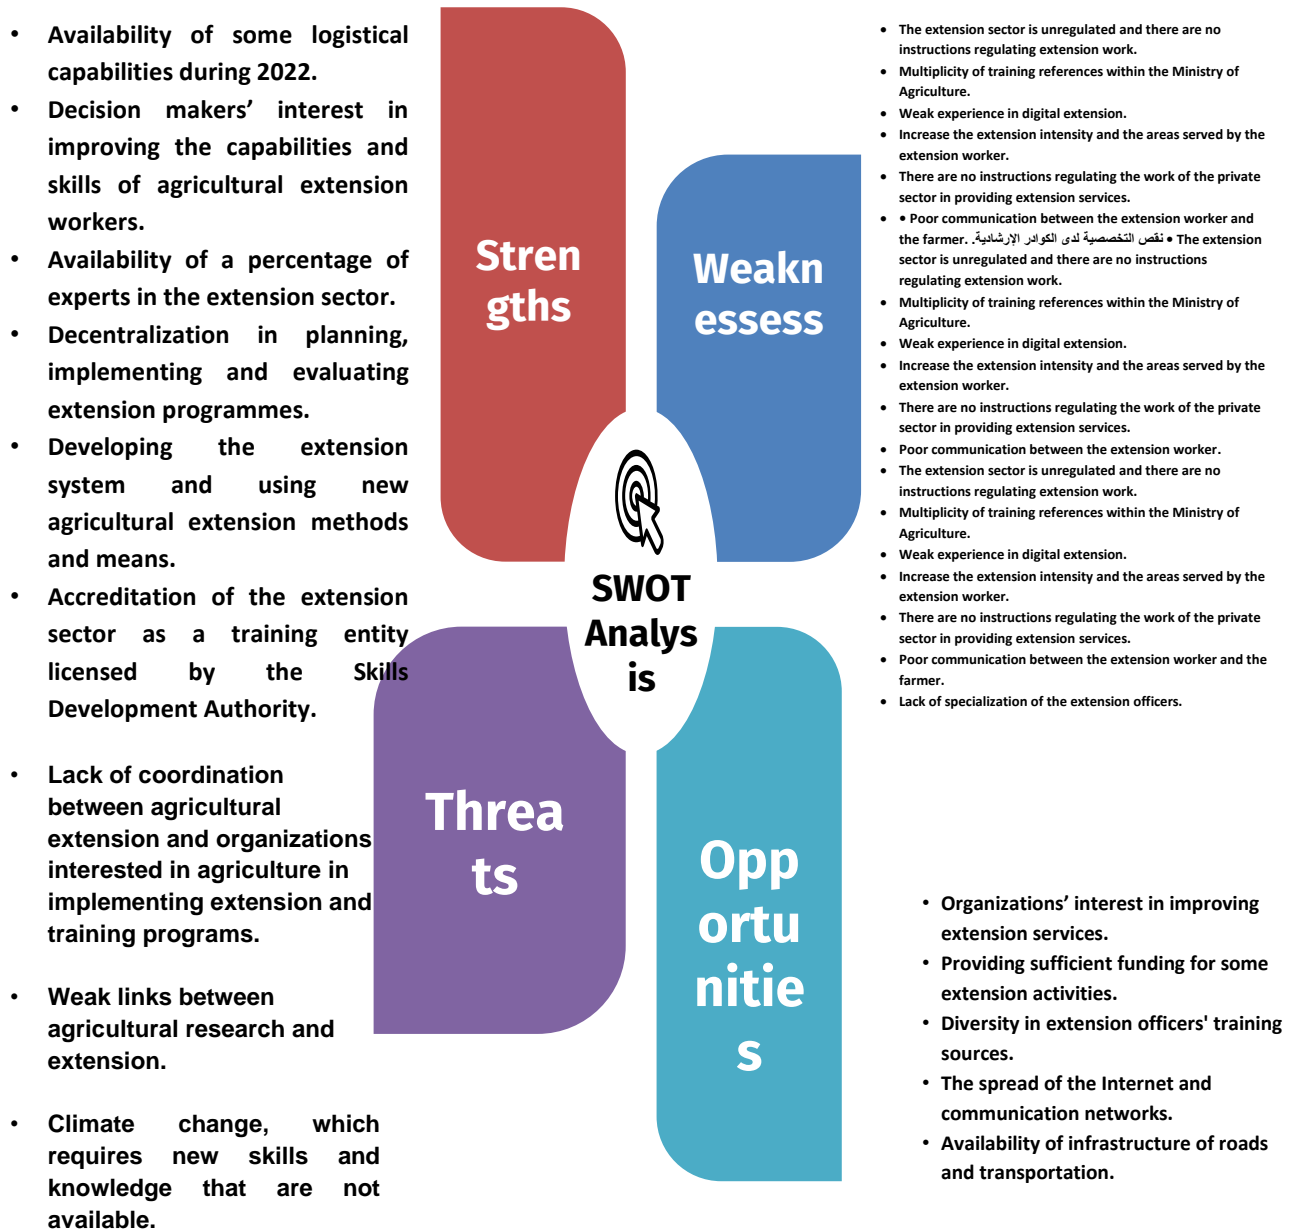 • Availability of some logistical
capabilities during 2022.
• Decision makers’ interest in
improving the capabilities and
skills of agricultural extension
workers.
• Availability of a percentage of
experts in the extension sector.
• Decentralization in planning,
implementing and evaluating
extension programmes.
• Developing the extension
system and using new
agricultural extension methods
and means.
• Accreditation of the extension
sector as a training entity
licensed by the Skills
Development Authority.
Stren
gths
Weakn
essess
• The extension sector is unregulated and there are no
instructions regulating extension work.
• Multiplicity of training references within the Ministry of
Agriculture.
• Weak experience in digital extension.
• Increase the extension intensity and the areas served by the
extension worker.
• There are no instructions regulating the work of the private
sector in providing extension services.
• • Poor communication between the extension worker and
the farmer. نقص التخصصية لدى الكوادر الإرشادية. • The extension
sector is unregulated and there are no instructions
regulating extension work.
• Multiplicity of training references within the Ministry of
Agriculture.
• Weak experience in digital extension.
• Increase the extension intensity and the areas served by the
extension worker.
• There are no instructions regulating the work of the private
sector in providing extension services.
• Poor communication between the extension worker.
• The extension sector is unregulated and there are no
instructions regulating extension work.
• Multiplicity of training references within the Ministry of
Agriculture.
• Weak experience in digital extension.
• Increase the extension intensity and the areas served by the
extension worker.
• There are no instructions regulating the work of the private
sector in providing extension services.
• Poor communication between the extension worker and the
farmer.
• Lack of specialization of the extension officers.
SWOT
Analys
is
• Lack of coordination
between agricultural
extension and organizations
interested in agriculture in
implementing extension and
training programs.
• Weak links between
agricultural research and
extension.
• Climate change, which
requires new skills and
knowledge that are not
available.
Threa
ts
Opp
ortu
nitie
s
• Organizations’ interest in improving
extension services.
• Providing sufficient funding for some
extension activities.
• Diversity in extension officers' training
sources.
• The spread of the Internet and
communication networks.
• Availability of infrastructure of roads
and transportation.